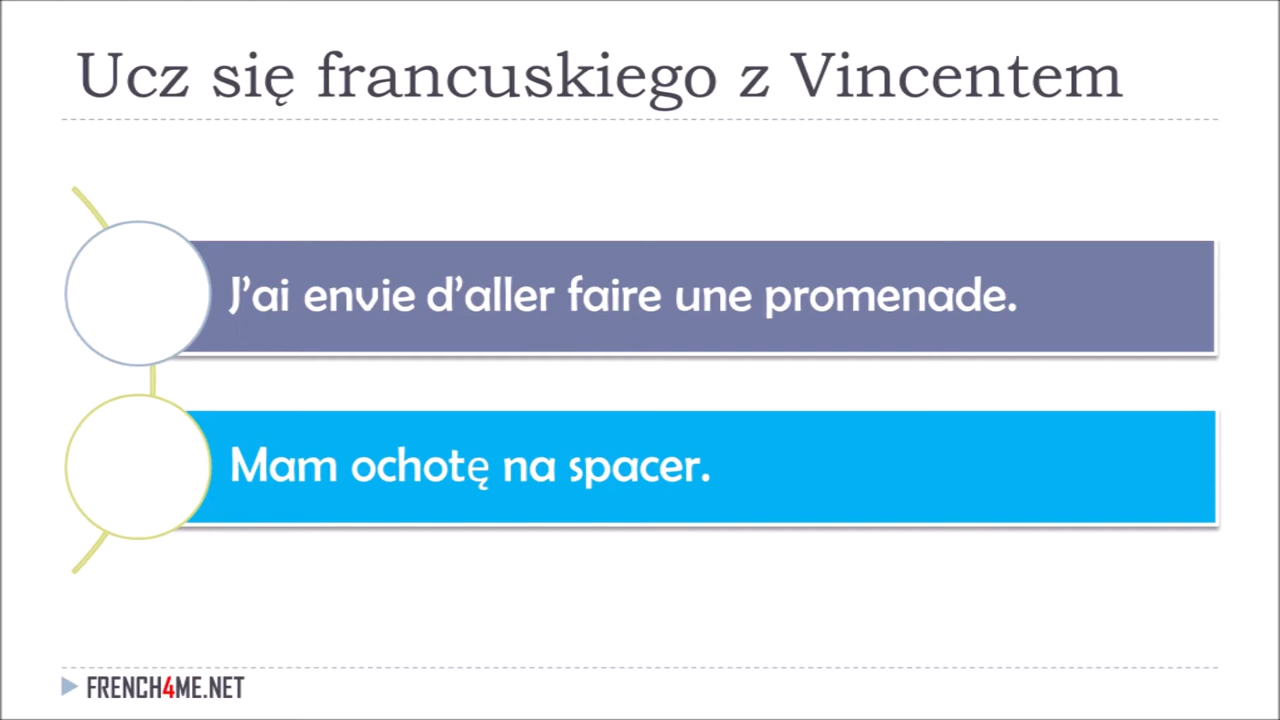 Ucz się francuskiego z Vincentem
J’ai envie d’aller faire une promenade.
Mam ochotę na spacer.
FRENCH4ME.NET